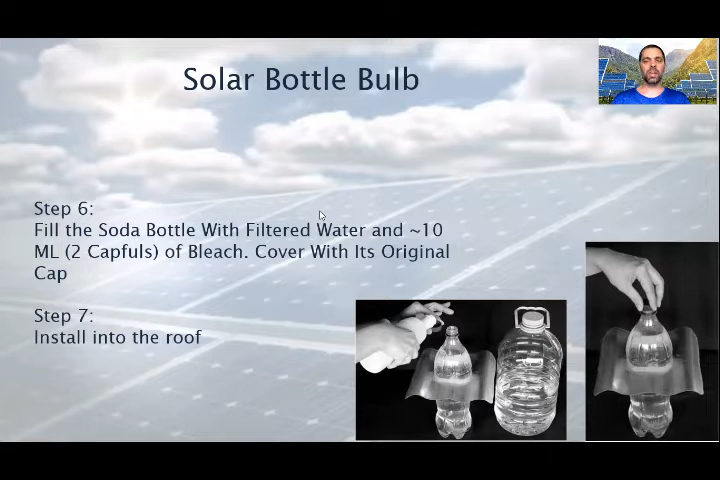 Solar Bottle Bulb
Step 6:
Fill the Soda Bottle With Filtered Water and ~10
ML (2 Capfuls) of Bleach. Cover With Its Original
Cap
Step 7:
Install into the roof